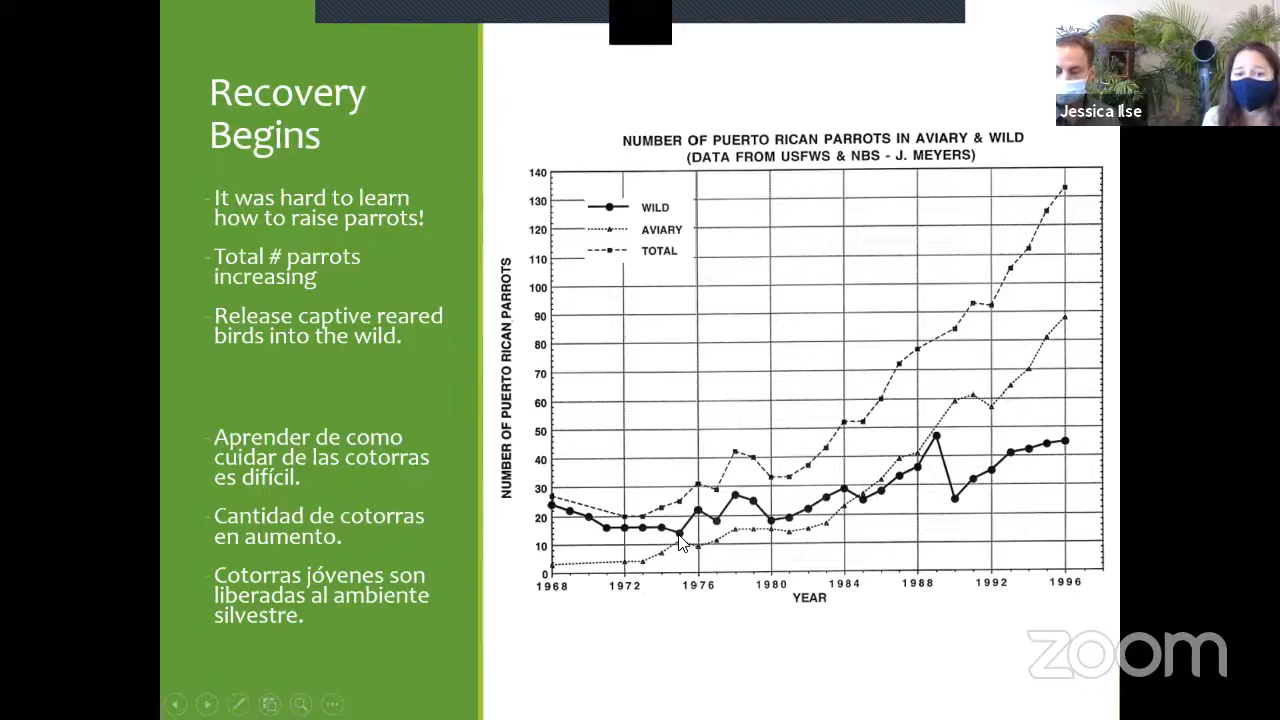 Recovery
Begins
- It was hard to learn
how to raise parrots!
- Total # parrots
increasing
- Release captive reared
birds into the wild.
- Aprender de como
cuidar de las cotorras
es difícil.
- Cantidad de cotorras
en aumento.
- Cotorras jóvenes son
liberadas al ambiente
silvestre.
NUMBER OF PUERTO RICAN PARROTS IN AVIARY & WILD
(DATA FROM USFWS & NBS - J. MEYERS)
WILD
AVIARY
TOTAL
NUMBER OF PUERTO RICAN PARROTS
140
130
120
110
100
90
80
70
60
50
40
30
20
10
0
1968 1972 1976 1980 1984 1988 1992 1996
YEAR
Jessica Ilse
zoom